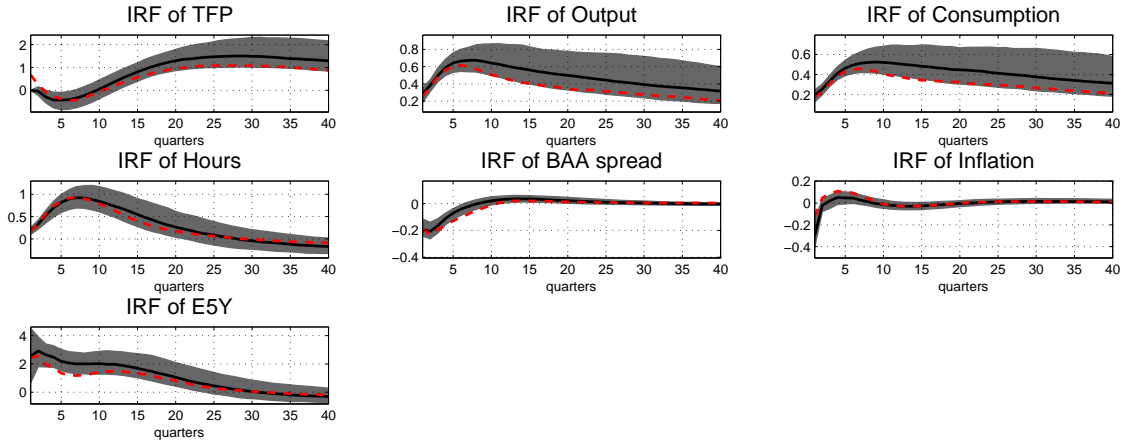 IRF of TFP
2
1
0
5 10 15 20 25 30 35 40
quarters
IRF of Output
0.8
0.6
0.4
0.2
5 10 15 20 25 30 35 40
quarters
IRF of Consumption
0.6
0.4
0.2
5 10 15 20 25 30 35 40
quarters
IRF of Hours
1
0.5
0
5 10 15 20 25 30 35 40
quarters
IRF of BAA spread
0
−0.2
−0.4
5 10 15 20 25 30 35 40
quarters
IRF of Inflation
0.2
0
−0.2
−0.4
5 10 15 20 25 30 35 40
quarters
IRF of E5Y
4
2
0
5 10 15 20 25 30 35 40
quarters